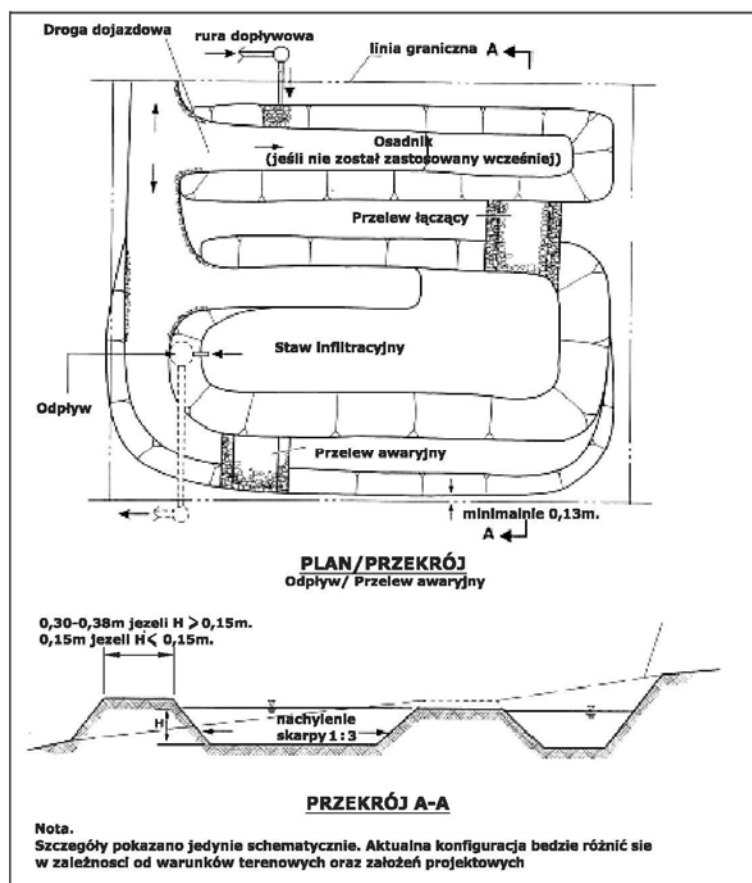 Droga dojazdowa
rura dopływowa
linia graniczna
A
Osadnik
(jeśli nie został zastosowany wcześniej)
Przelew łączący
Staw infiltracyjny
Odpływ
Przelew awaryjny
minimalnie 0,13m.
A
PLAN/PRZEKRÓJ
Odpływ/ Przelew awaryjny
0,30-0,38m jezeli H > 0,15m.
0,15m jezeli H < 0,15m.
H
nachylenie
skarpy 1:3
PRZEKRÓJ A-A
Nota.
Szczegóły pokazano jedynie schematycznie. Aktualna konfiguracja bedzie różnić sie
w zależnosci od warunków terenowych oraz założeń projektowych